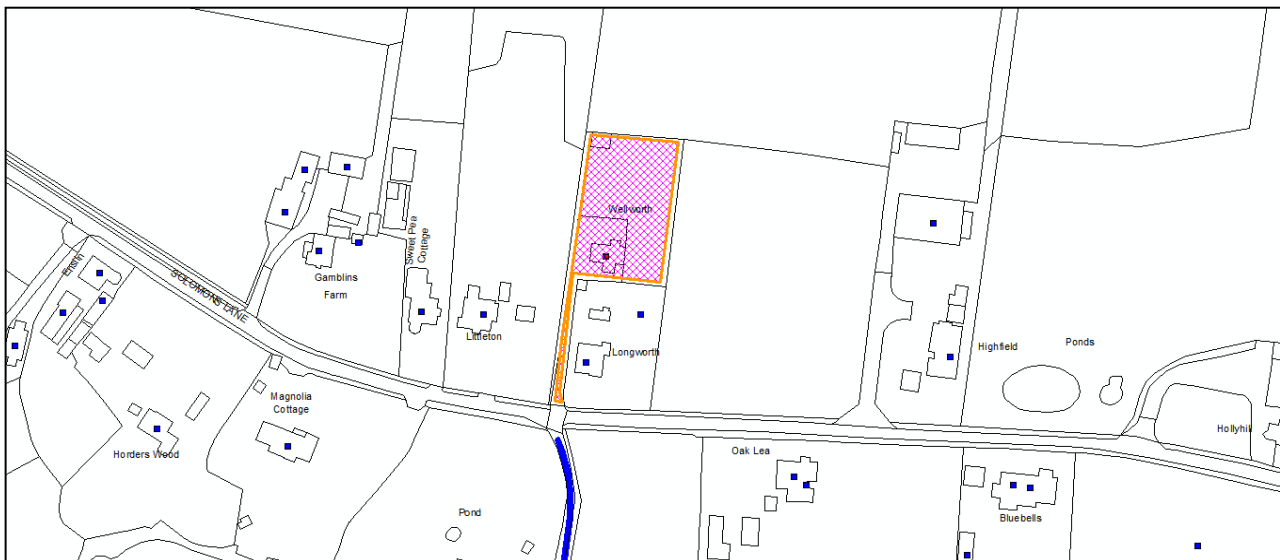 Wellworth
Sweet Pea
Cottage
Enslin
SOLOMONS LANE
Gamblins
Farm
Littleton
Longworth
Highfield
Ponds
Magnolia
Cottage
Hollyhill
Horders Wood
Oak Lea
Pond
Bluebells